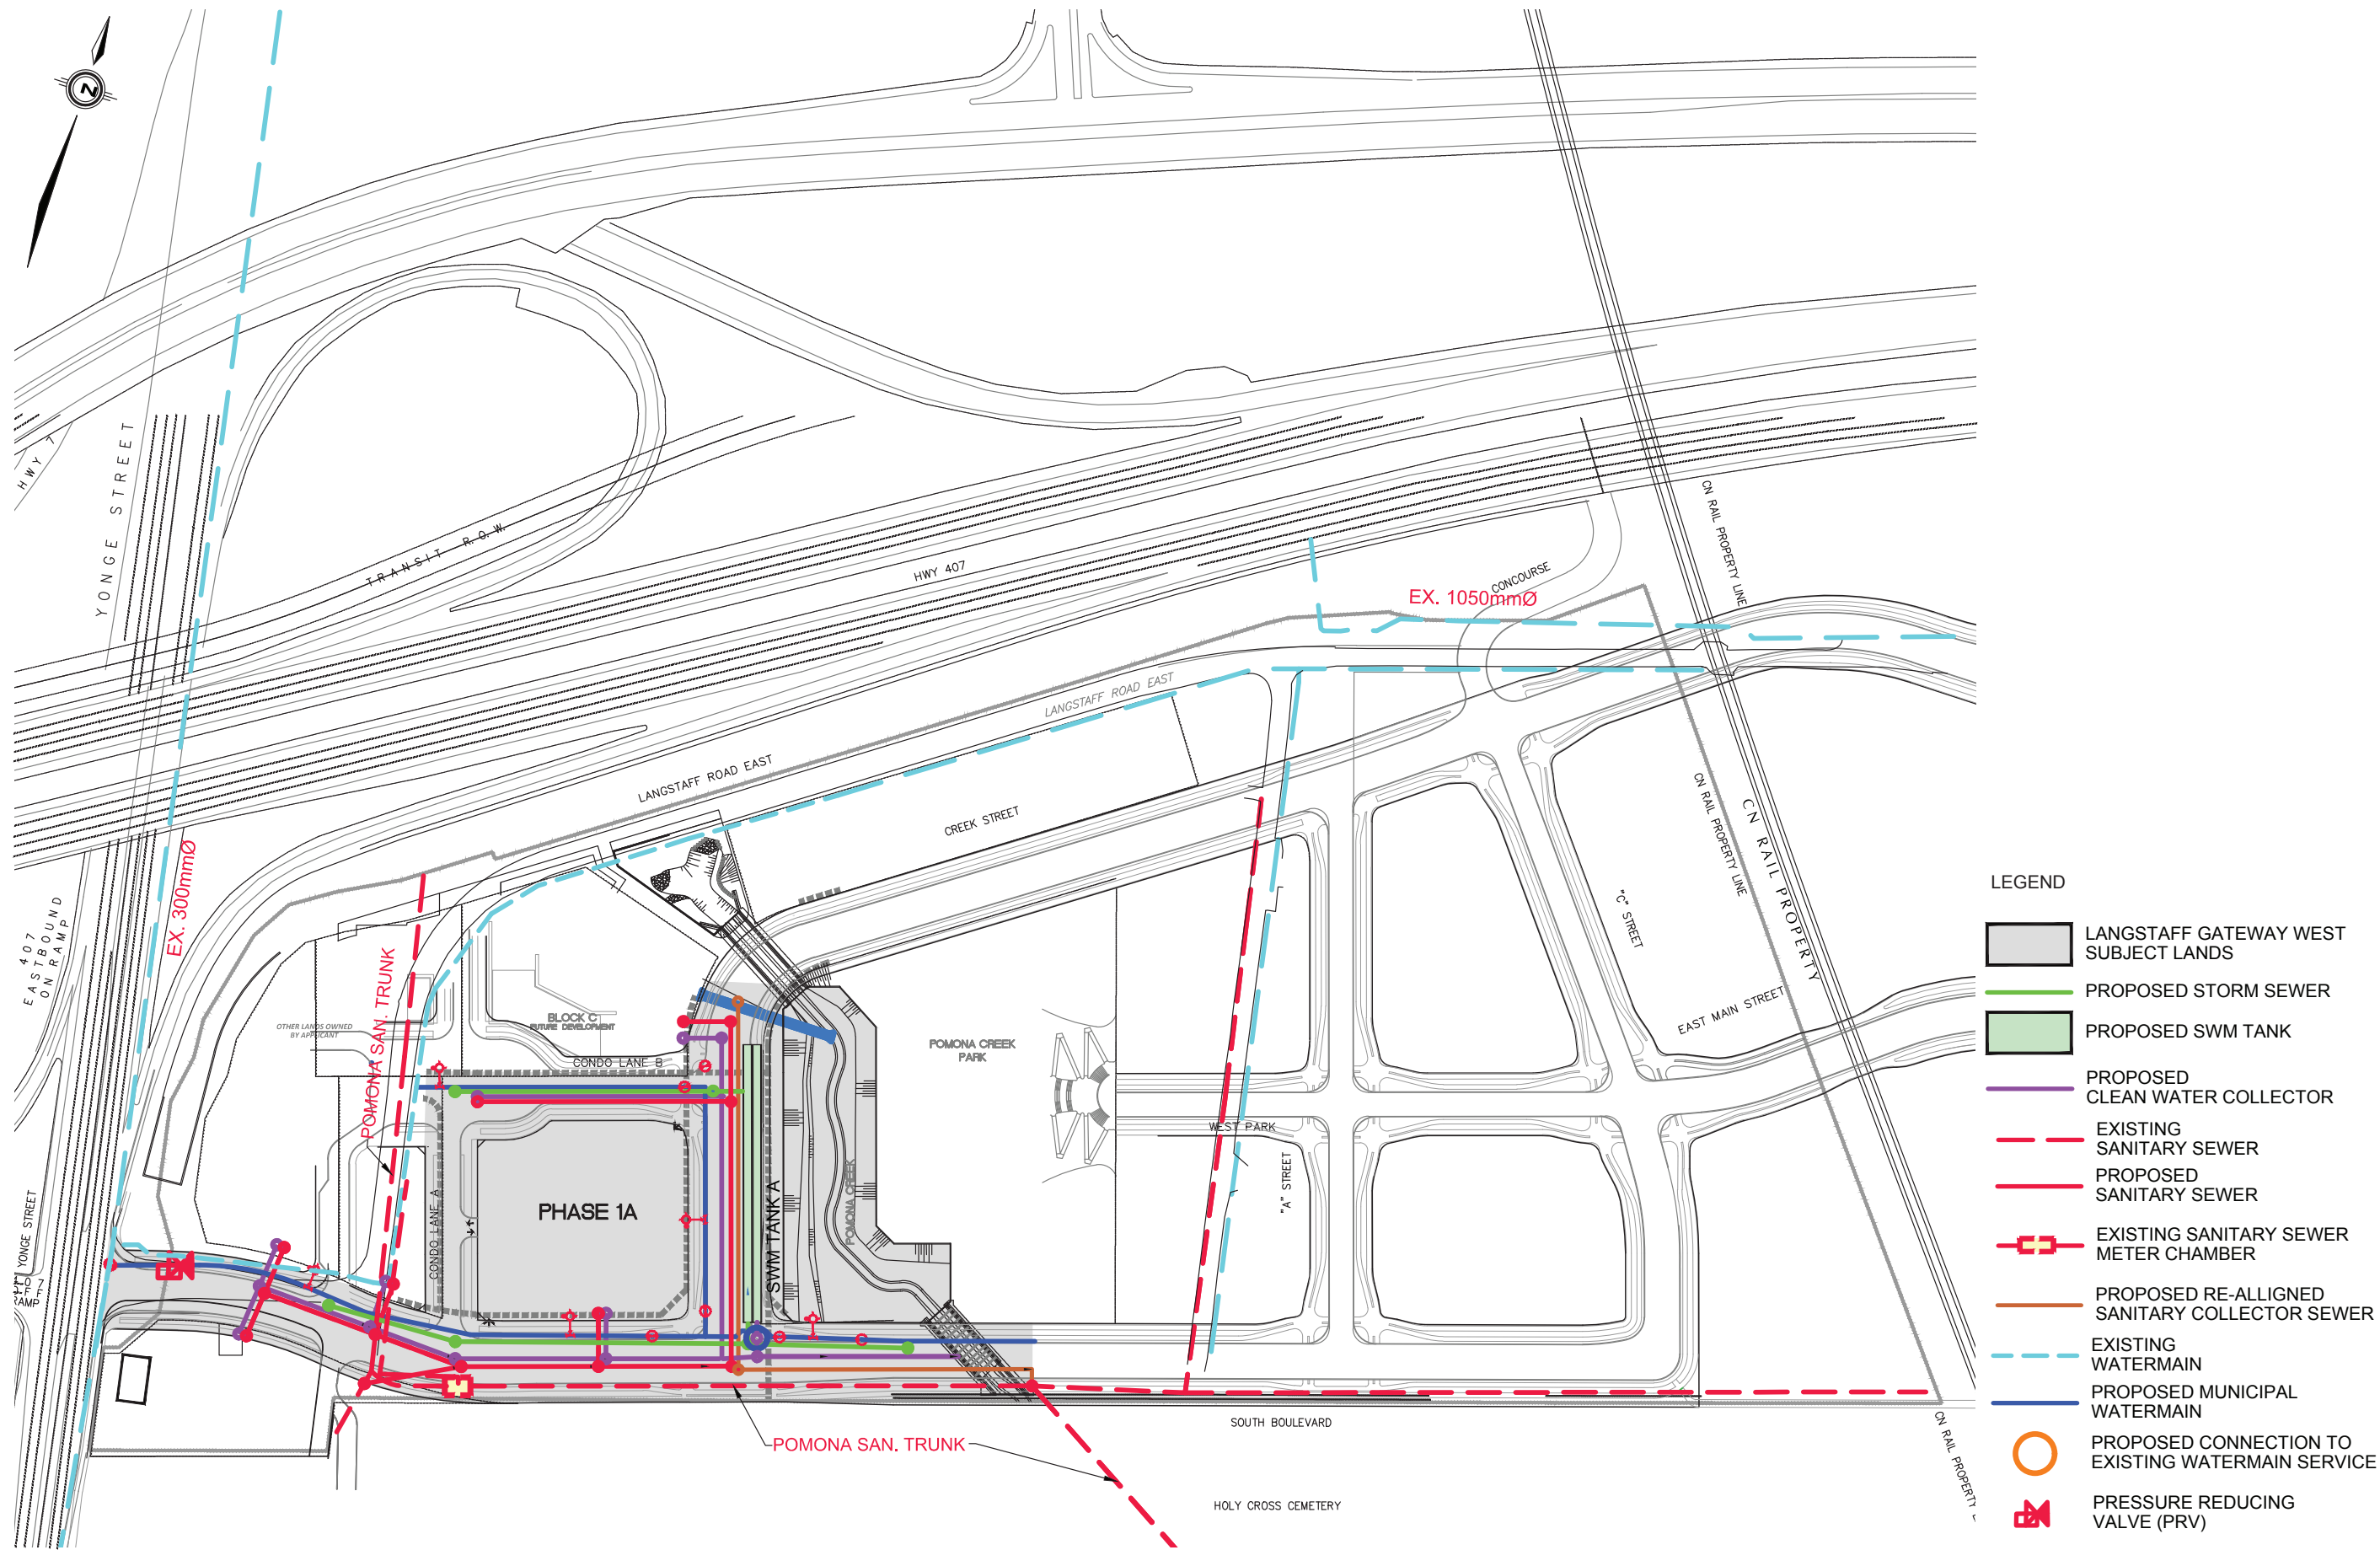 N
HWY 7
YONGE STREET
TRANSIT R.O.W.
HWY 407
CN RAIL PROPERTY LINE
CONCOURSE
EX. 1050mmØ
LANGSTAFF ROAD EAST
LANGSTAFF ROAD EAST
CREEK STREET
CN RAIL PROPERTY LINE
CN RAIL PROPERTY
"C" STREET
EX. 300mmØ
407
EASTBOUND
ON RAMP
POMONA SAN. TRUNK
OTHER LANDS OWNED
BY APPLICANT
BLOCK C
FUTURE DEVELOPMENT
CONDO LANE B
POMONA CREEK
PARK
EAST MAIN STREET
WEST PARK
"A" STREET
PHASE 1A
CONDO LANE A
SWM TANK A
POMONA CREEK
YONGE STREET
RAMP
SOUTH BOULEVARD
POMONA SAN. TRUNK
HOLY CROSS CEMETERY
CN RAIL PROPERTY
LEGEND
LANGSTAFF GATEWAY WEST
SUBJECT LANDS
PROPOSED STORM SEWER
PROPOSED SWM TANK
PROPOSED
CLEAN WATER COLLECTOR
EXISTING
SANITARY SEWER
PROPOSED
SANITARY SEWER
EXISTING SANITARY SEWER
METER CHAMBER
PROPOSED RE-ALLIGNED
SANITARY COLLECTOR SEWER
EXISTING
WATERMAIN
PROPOSED MUNICIPAL
WATERMAIN
PROPOSED CONNECTION TO
EXISTING WATERMAIN SERVICE
PRESSURE REDUCING
VALVE (PRV)